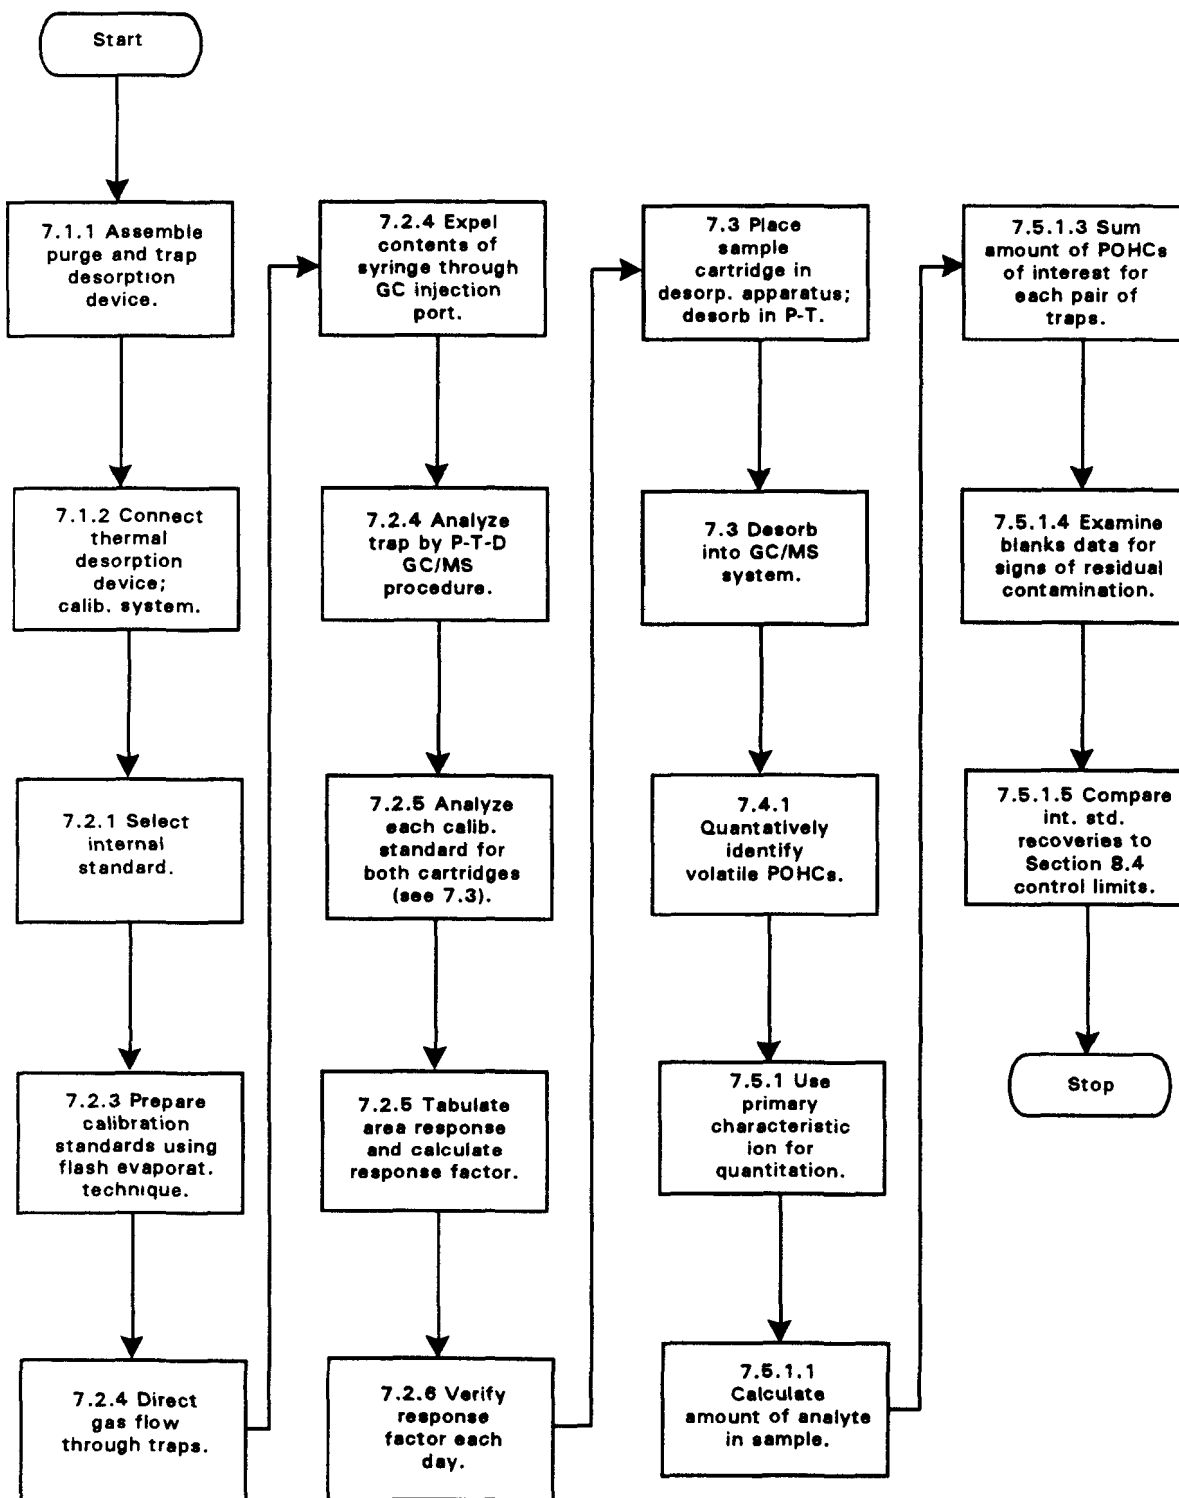 Start
7.1.1 Assemble
purge and trap
desorption
device.
7.1.2 Connect
thermal
desorption
device;
calib. system.
7.2.1 Select
internal
standard.
7.2.3 Prepare
calibration
standards using
flash evaporat.
technique.
7.2.4 Direct
gas flow
through traps.
7.2.4 Expel
contents of
syringe through
GC injection
port.
7.2.4 Analyze
trap by P-T-D
GC/MS
procedure.
7.2.5 Analyze
each calib.
standard for
both cartridges
(see 7.3).
7.2.5 Tabulate
area response
and calculate
response factor.
7.2.6 Verify
response
factor each
day.
7.3 Place
sample
cartridge in
desorp. apparatus;
desorb in P-T.
7.3 Desorb
into GC/MS
system.
7.4.1
Quantatively
identify
volatile POHCs.
7.5.1 Use
primary
characteristic
ion for
quantitation.
7.5.1.1
Calculate
amount of analyte
in sample.
7.5.1.3 Sum
amount of POHCs
of interest for
each pair of
traps.
7.5.1.4 Examine
blanks data for
signs of residual
contamination.
7.5.1.5 Compare
int. std.
recoveries to
Section 8.4
control limits.
Stop